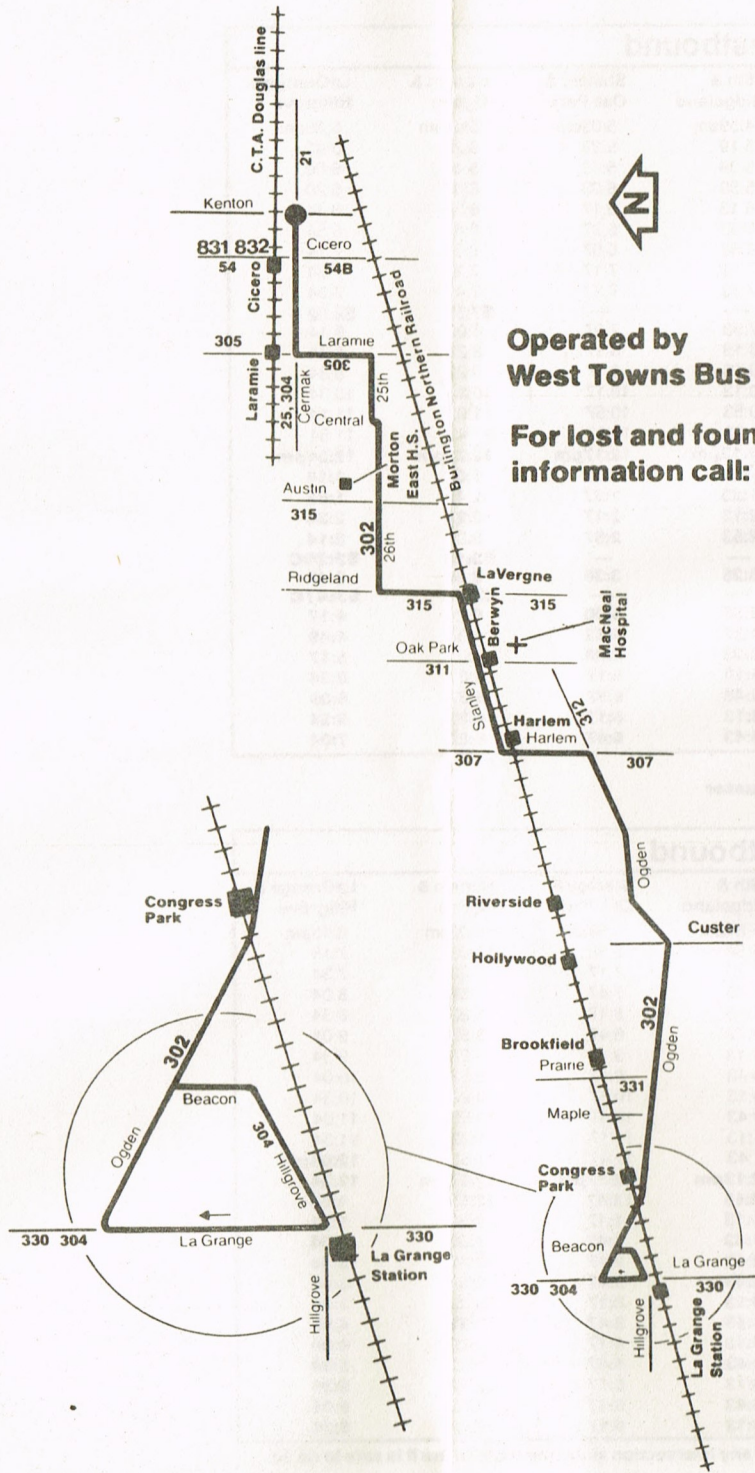 C.T.A. Douglas line
21
Kenton
831 832
54
Cicero
Cicero
54B
Burlington Northern Railroad
N
305
Laramie
Laramie
305
25, 304
Cermak
25th
Central
Operated by
West Towns Bus
For lost and foun
information call:
Morton
East H.S.
Austin
315
302
26th
Ridgeland
LaVergne
315
315
Berwyn
Oak Park
311
MacNeal
Hospital
Stanley
312
Harlem
Harlem
307
307
Ogden
Riverside
Custer
Hollywood
302
Ogden
Brookfield
Prairie
331
Maple
Congress
Park
Beacon
La Grange
330 304
330
Hillgrove
La Grange
Station
Congress
Park
302
Beacon
Ogden
304
Hillgrove
330 304
La Grange
330
La Grange
Station
Hillgrove